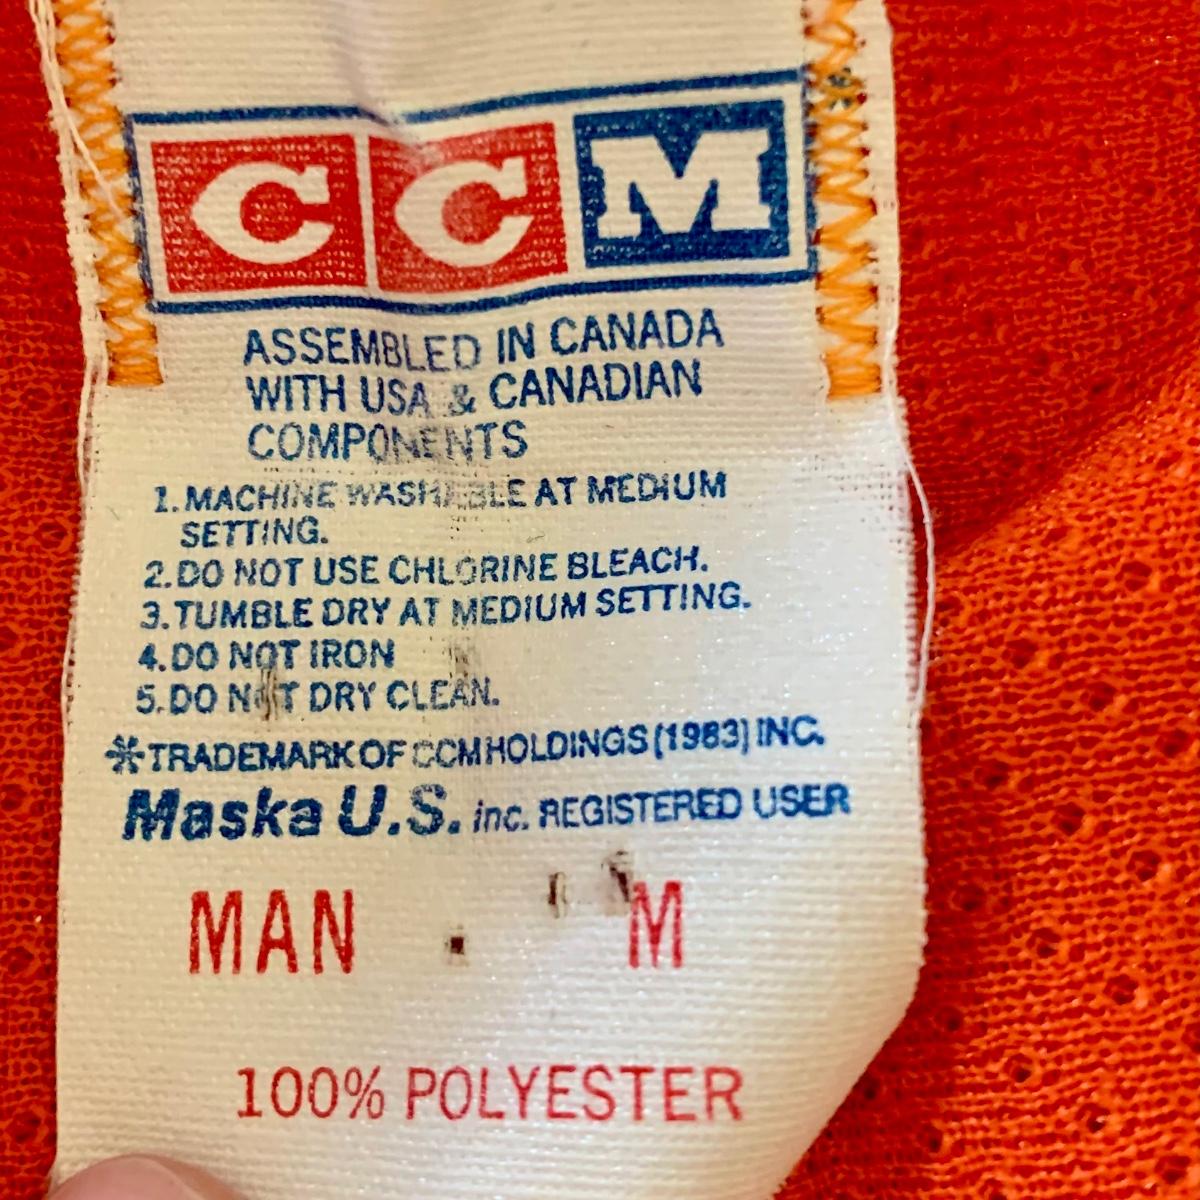 CCM*
ASSEMBLED IN CANADA
WITH USA & CANADIAN
COMPONENTS
1. MACHINE WASHABLE AT MEDIUM
SETTING.
2. DO NOT USE CHLORINE BLEACH.
3. TUMBLE DRY AT MEDIUM SETTING.
4. DO NOT IRON
5. DO NOT DRY CLEAN.
*TRADEMARK OF CCM HOLDINGS (1983) INC.
Maska U.S. inc. REGISTERED USER
MAN M
100% POLYESTER